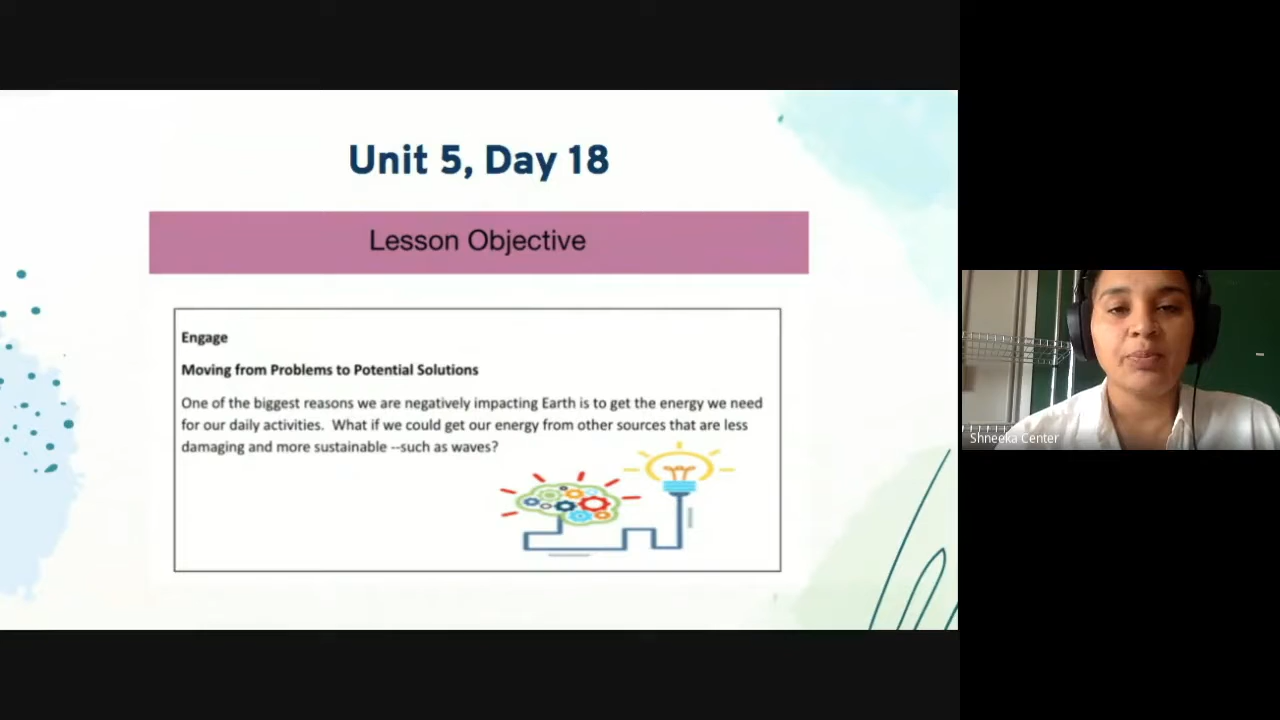 Unit 5, Day 18
Lesson Objective
Engage
Moving from Problems to Potential Solutions
One of the biggest reasons we are negatively impacting Earth is to get the energy we need
for our daily activities. What if we could get our energy from other sources that are less
damaging and more sustainable --such as waves?
Shneeka Center